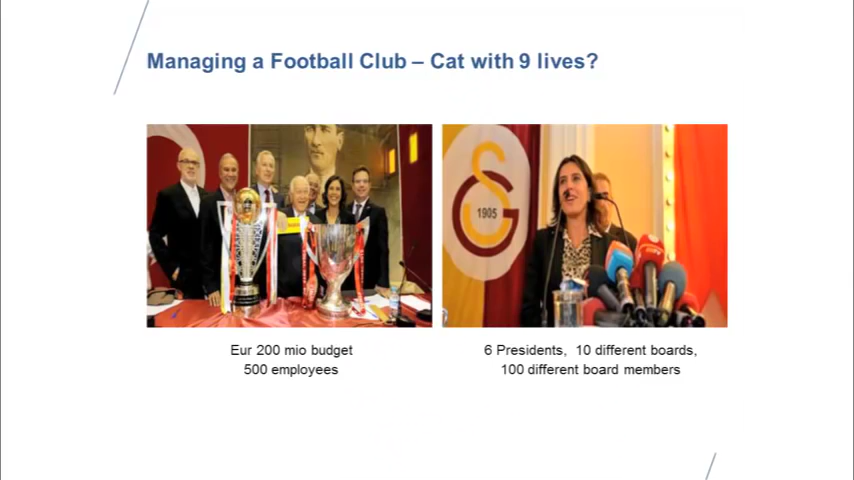 Managing a Football Club – Cat with 9 lives?
1905
Eur 200 mio budget
500 employees
6 Presidents, 10 different boards,
100 different board members